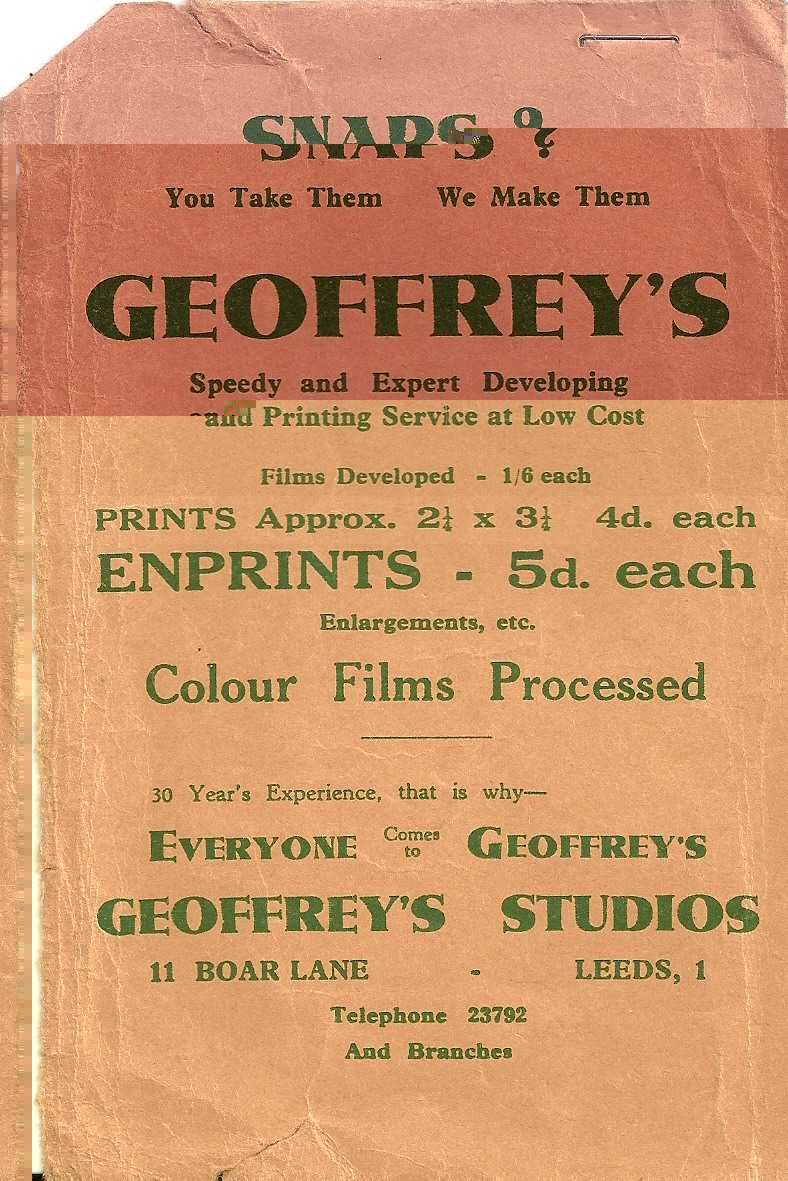 SNAPS ?
You Take Them We Make Them
GEOFFREY'S
Speedy and Expert Developing
and Printing Service at Low Cost
Films Developed - 1/6 each
PRINTS Approx. 2¼ x 3¼ 4d. each
ENPRINTS - 5d. each
Enlargements, etc.
Colour Films Processed
30 Year's Experience, that is why—
EVERYONE Comes to GEOFFREY'S
GEOFFREY'S STUDIOS
11 BOAR LANE - LEEDS, 1
Telephone 23792
And Branches